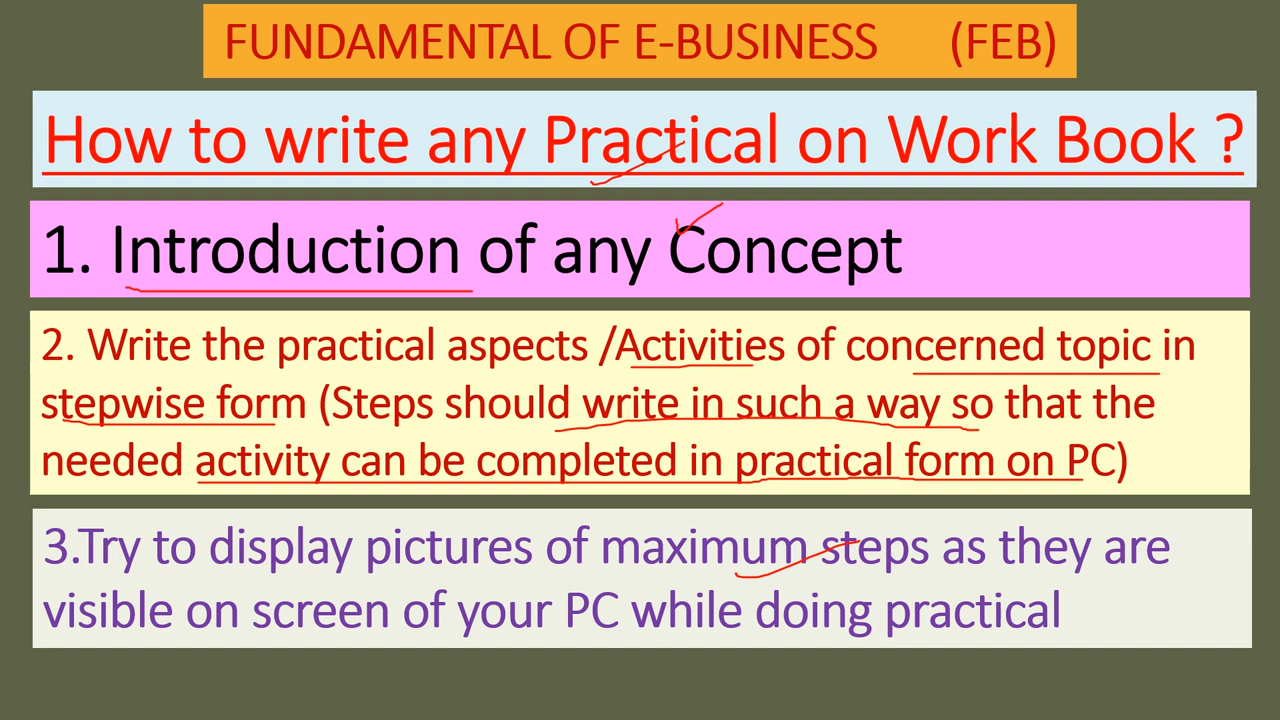 FUNDAMENTAL OF E-BUSINESS (FEB)
How to write any Practical on Work Book ?
1. Introduction of any Concept
2. Write the practical aspects /Activities of concerned topic in
stepwise form (Steps should write in such a way so that the
needed activity can be completed in practical form on PC)
3.Try to display pictures of maximum steps as they are
visible on screen of your PC while doing practical